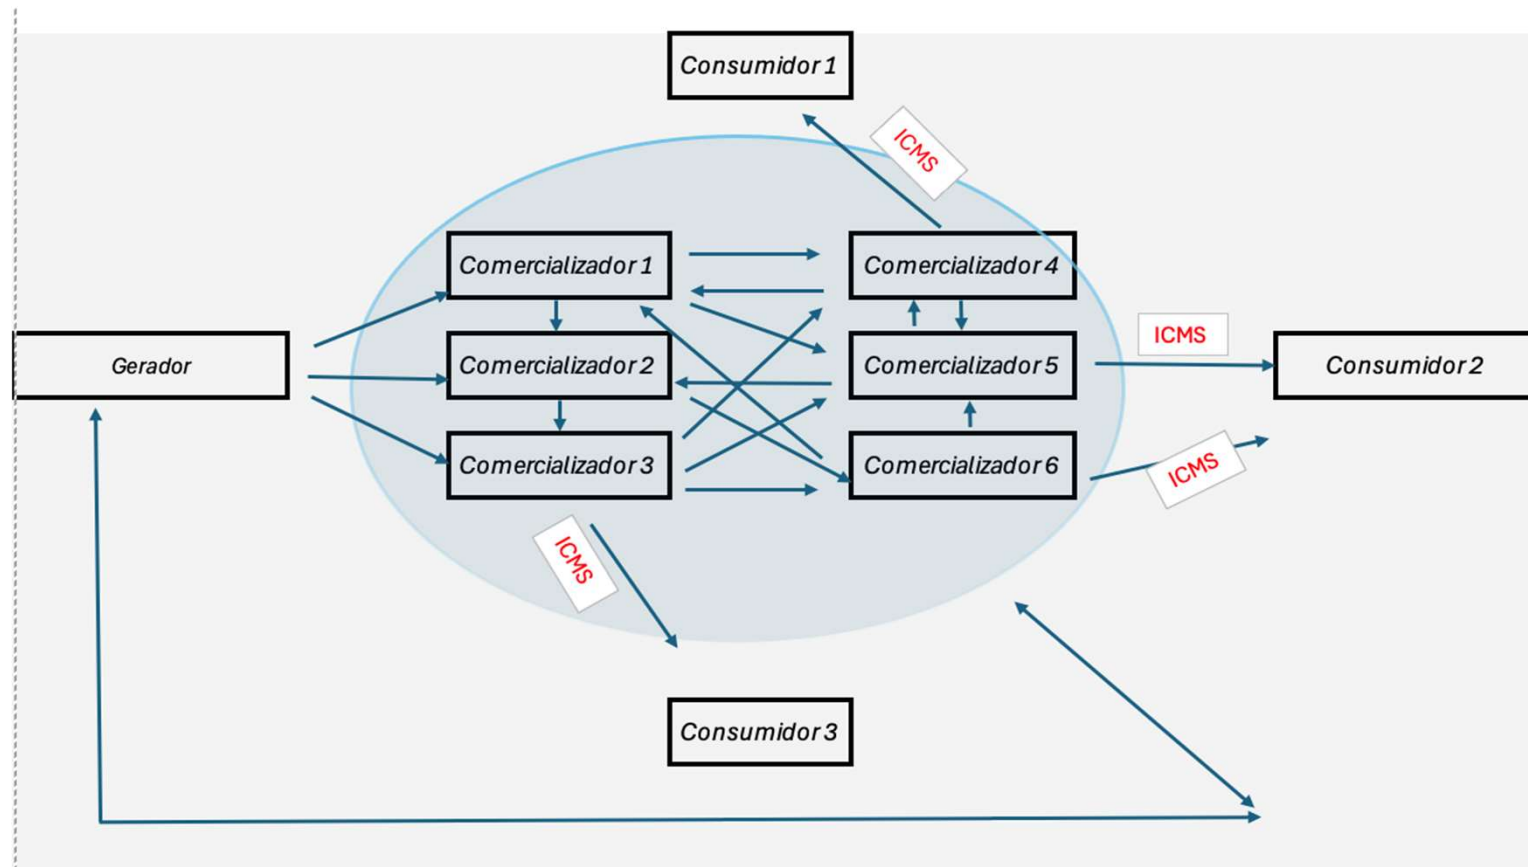 Consumidor 1
ICMS
Comercializador 1
Comercializador 4
ICMS
Gerador
Comercializador 2
Comercializador 5
Consumidor 2
Comercializador 3
Comercializador 6
ICMS
ICMS
Consumidor 3